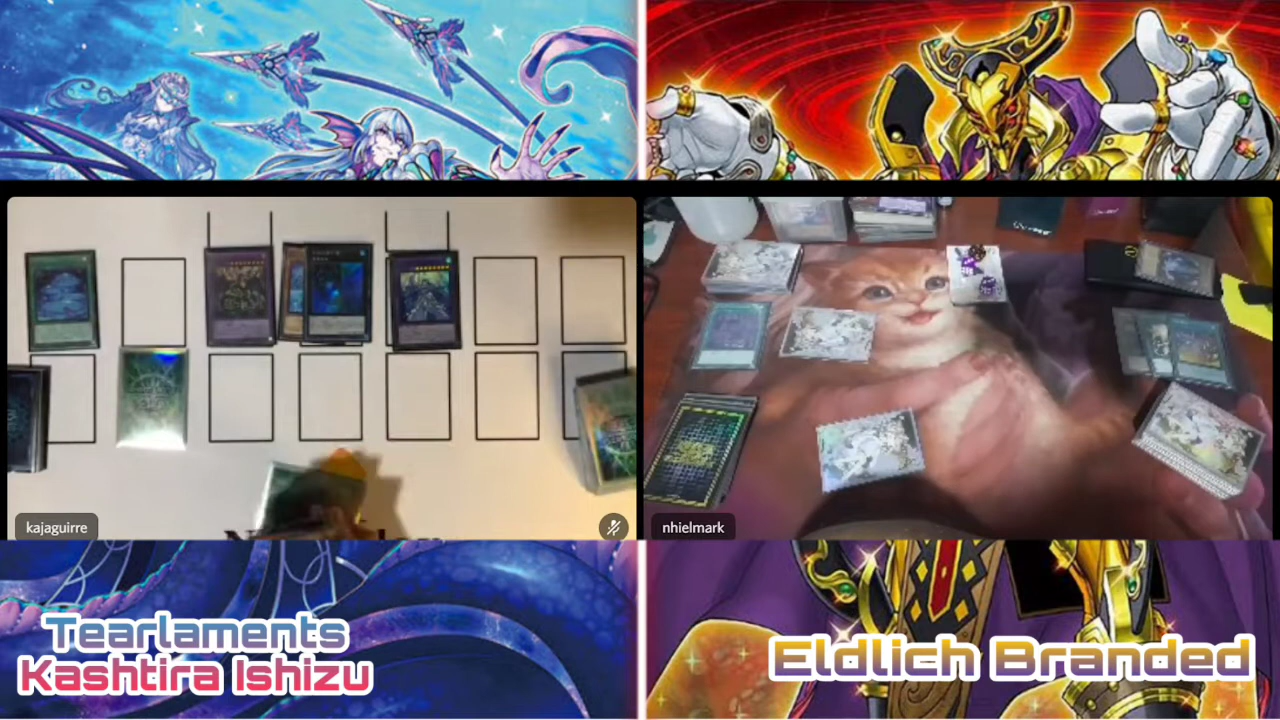 kajaguirre
nhielmark
Tearlaments
Kashtira Ishizu
Eldlich Branded